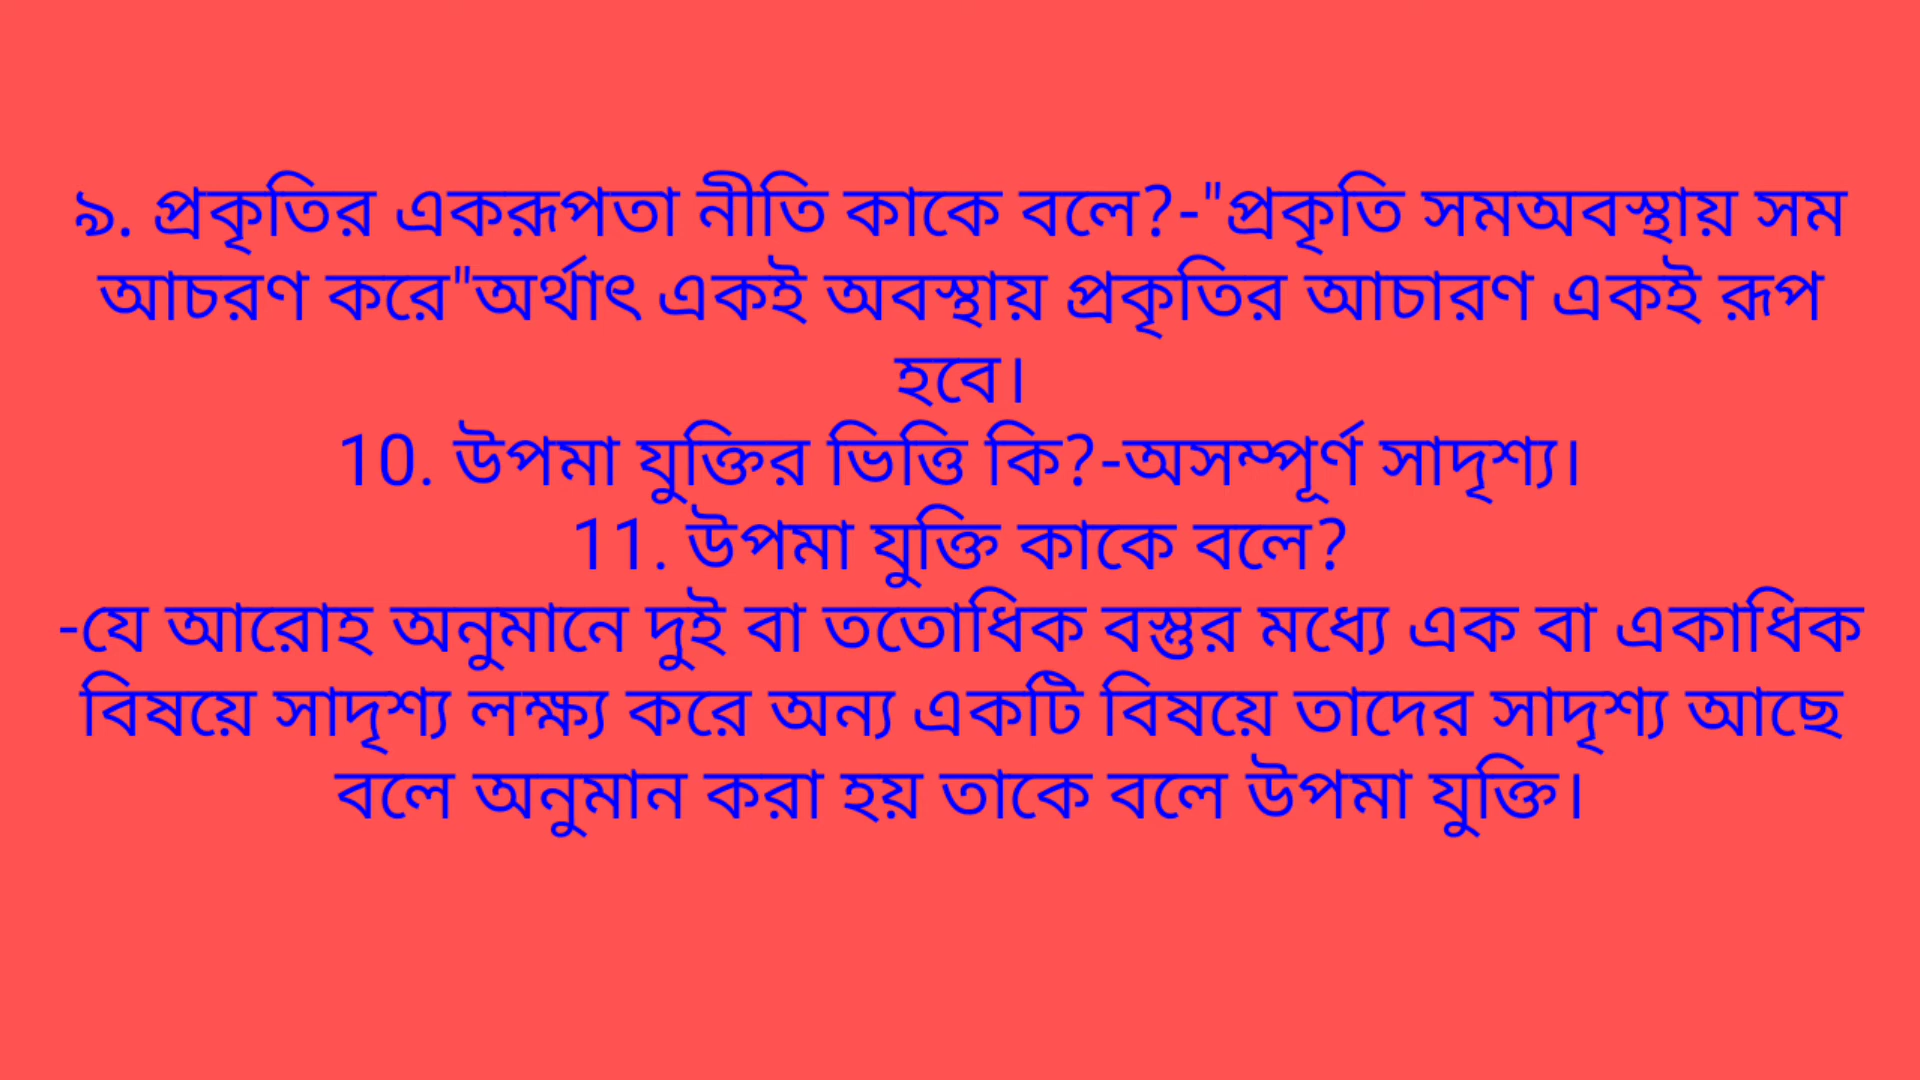 ৯. প্রকৃতির একরূপতা নীতি কাকে বলে?-"প্রকৃতি সমঅবস্থায় সম
আচরণ করে"অর্থাৎ একই অবস্থায় প্রকৃতির আচারণ একই রূপ
হবে।
10. উপমা যুক্তির ভিত্তি কি?-অসম্পূর্ণ সাদৃশ্য।
11. উপমা যুক্তি কাকে বলে?
-যে আরোহ অনুমানে দুই বা ততোধিক বস্তুর মধ্যে এক বা একাধিক
বিষয়ে সাদৃশ্য লক্ষ্য করে অন্য একটি বিষয়ে তাদের সাদৃশ্য আছে
বলে অনুমান করা হয় তাকে বলে উপমা যুক্তি।